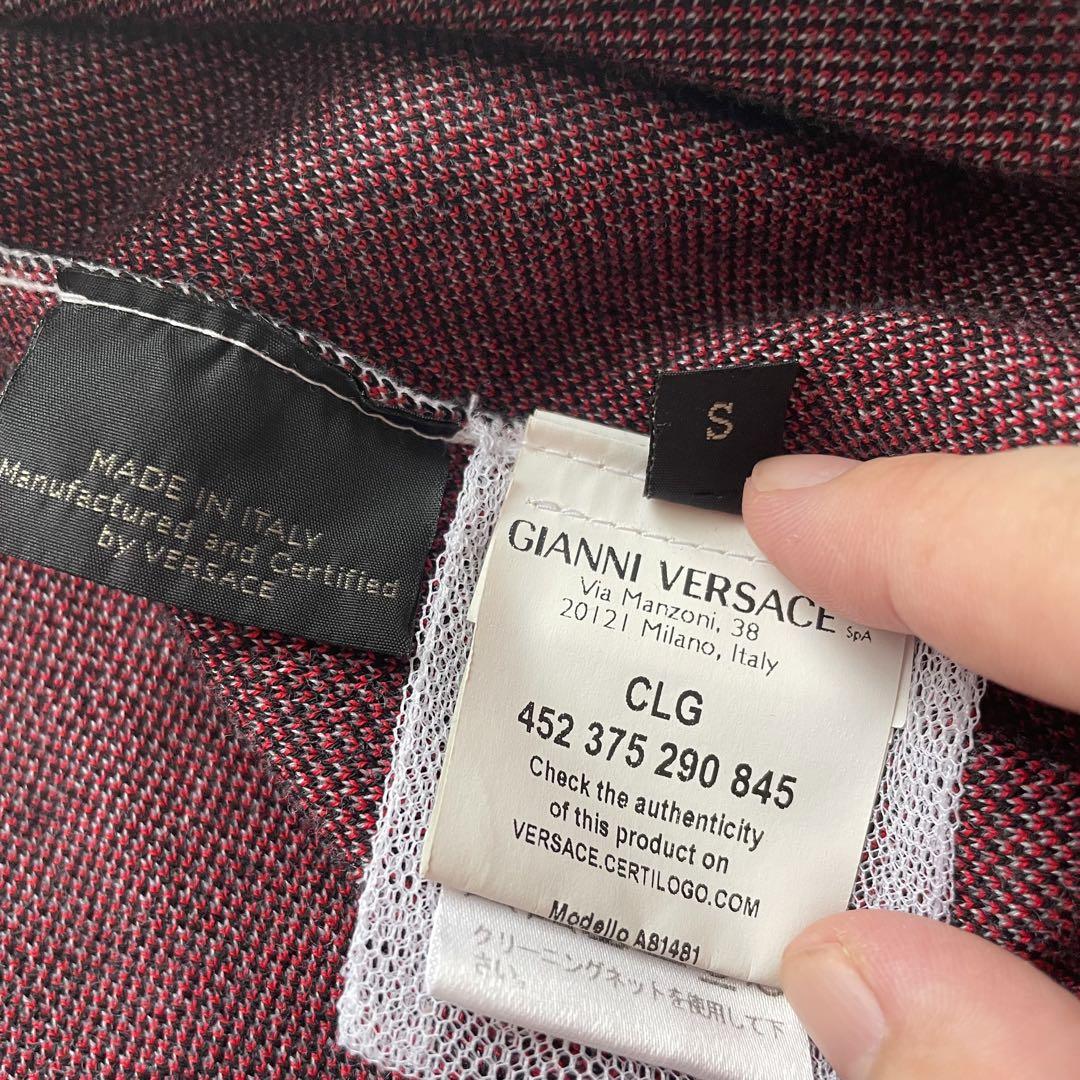 MADE IN ITALY
Manufactured and Certified
by VERSACE
S
GIANNI VERSACE SpA
Via Manzoni, 38
20121 Milano, Italy
CLG
452 375 290 845
Check the authenticity
of this product on
VERSACE.CERTILOGO.COM
Modello A81481
クリーニングネットを使用して下
さい。